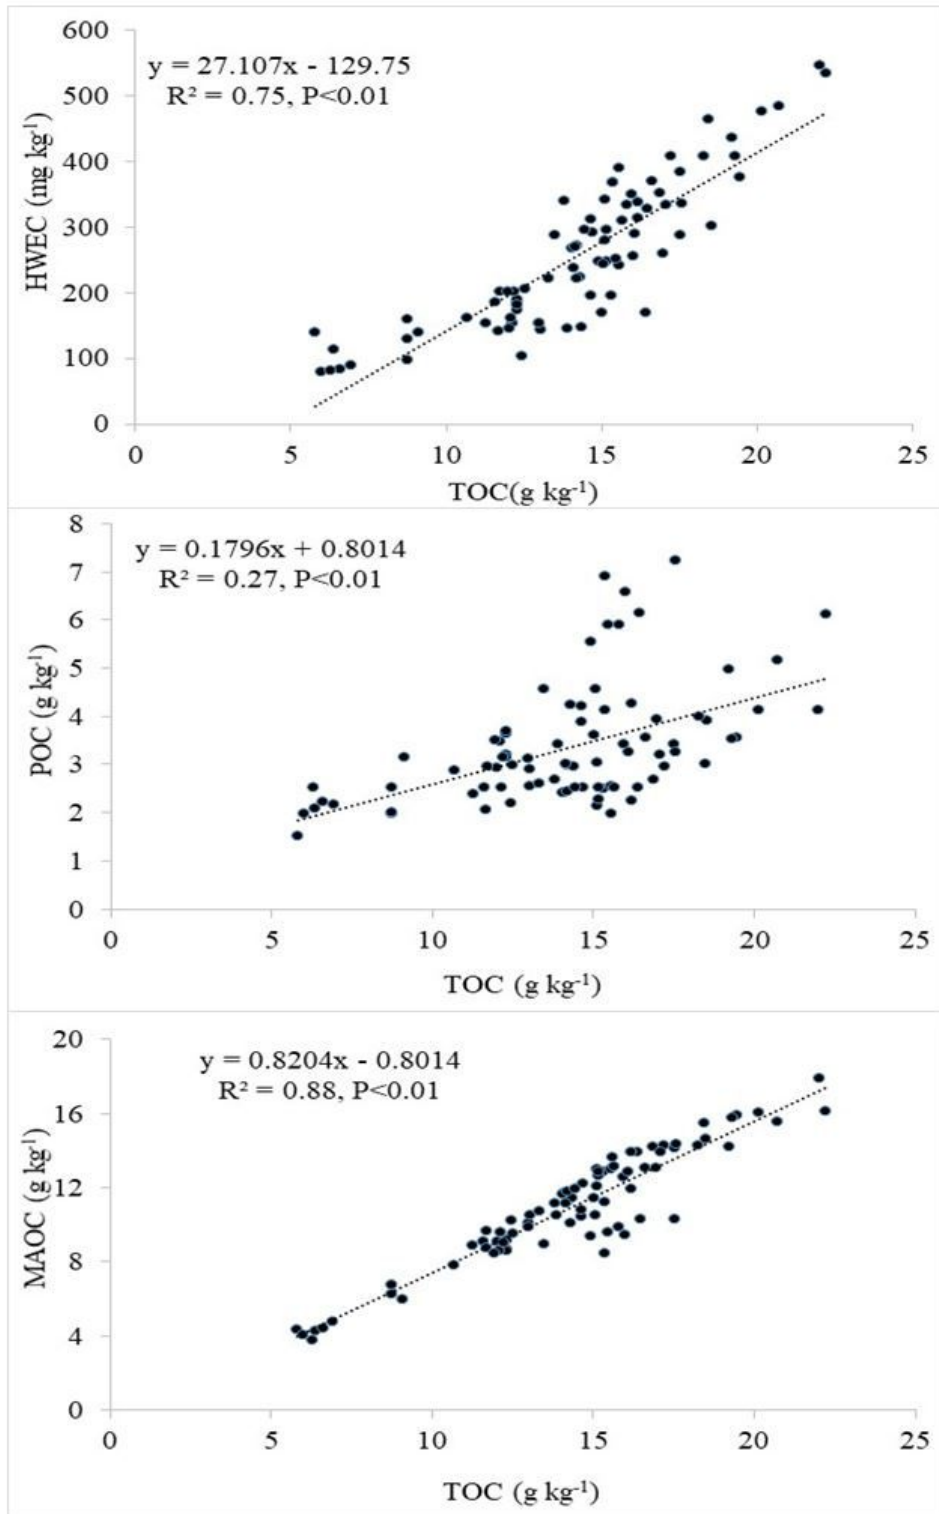 600
500
400
300
200
100
0
y = 27.107x - 129.75
R² = 0.75, P<0.01
HWEC (mg kg⁻¹)
0 5 10 15 20 25
TOC(g kg⁻¹)
8
7
6
5
4
3
2
1
0
y = 0.1796x + 0.8014
R² = 0.27, P<0.01
POC (g kg⁻¹)
0 5 10 15 20 25
TOC (g kg⁻¹)
20
16
12
8
4
0
y = 0.8204x - 0.8014
R² = 0.88, P<0.01
MAOC (g kg⁻¹)
0 5 10 15 20 25
TOC (g kg⁻¹)